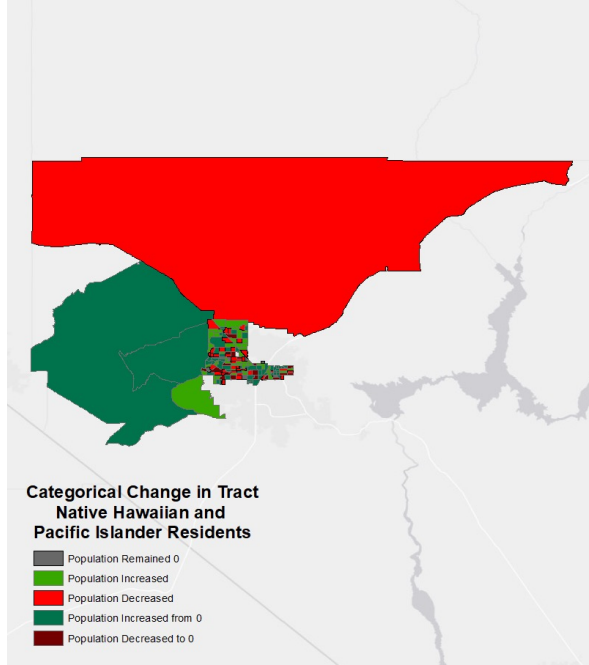 Categorical Change in Tract
Native Hawaiian and
Pacific Islander Residents
Population Remained 0
Population Increased
Population Decreased
Population Increased from 0
Population Decreased to 0